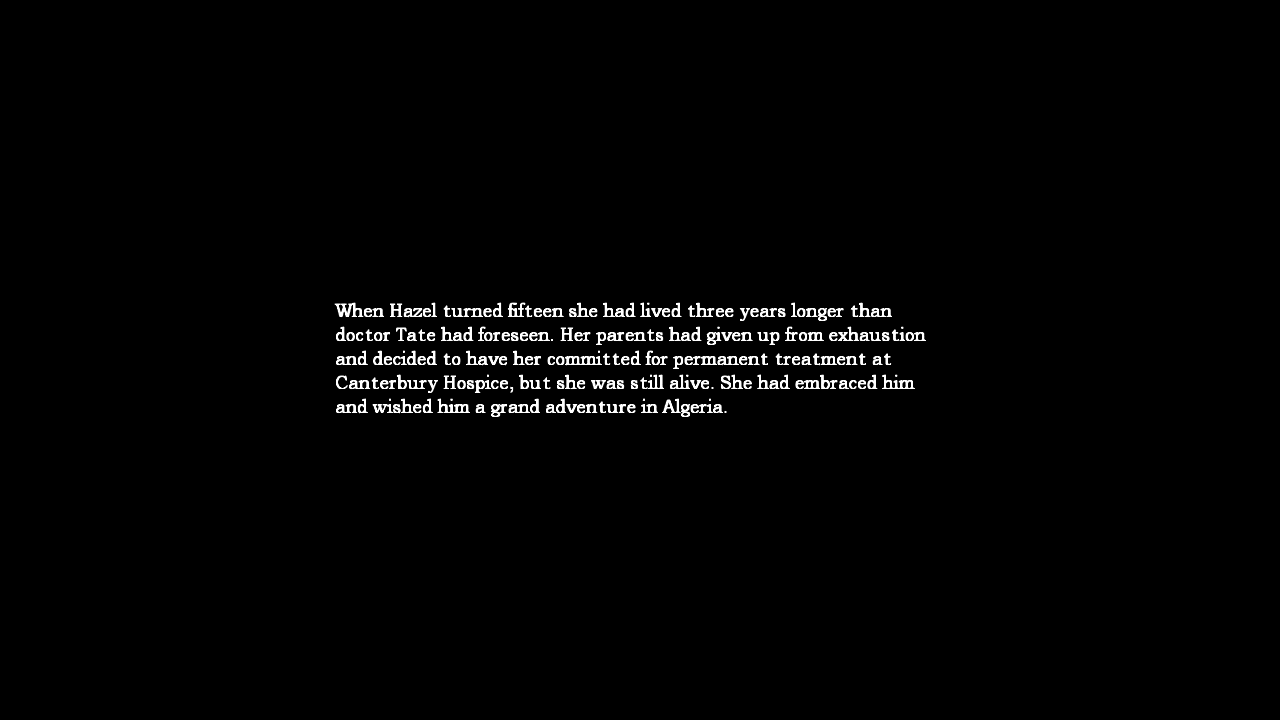 When Hazel turned fifteen she had lived three years longer than
doctor Tate had foreseen. Her parents had given up from exhaustion
and decided to have her committed for permanent treatment at
Canterbury Hospice, but she was still alive. She had embraced him
and wished him a grand adventure in Algeria.